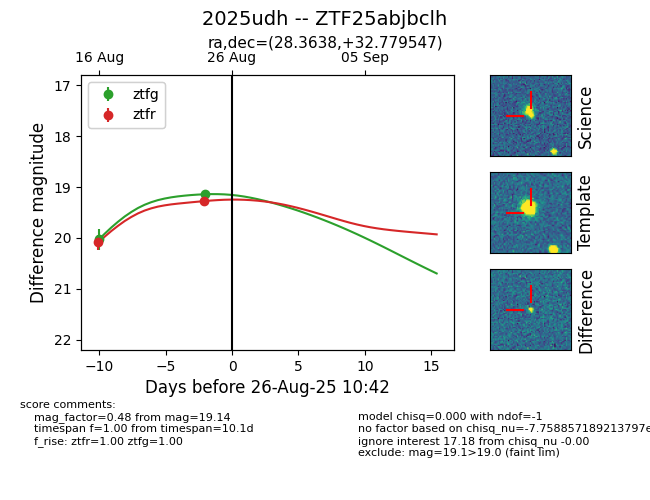 2025udh -- ZTF25abjbclh
ra,dec=(28.3638,+32.779547)
16 Aug 26 Aug 05 Sep
ztfg
ztfr
17
18
19
20
21
22
Difference magnitude
−10 −5 0 5 10 15
Days before 26-Aug-25 10:42
Science
Template
Difference
score comments:
mag_factor=0.48 from mag=19.14
timespan f=1.00 from timespan=10.1d
f_rise: ztfr=1.00 ztfg=1.00
model chisq=0.000 with ndof=-1
no factor based on chisq_nu=-7.758857189213797e
ignore interest 17.18 from chisq_nu -0.00
exclude: mag=19.1>19.0 (faint lim)